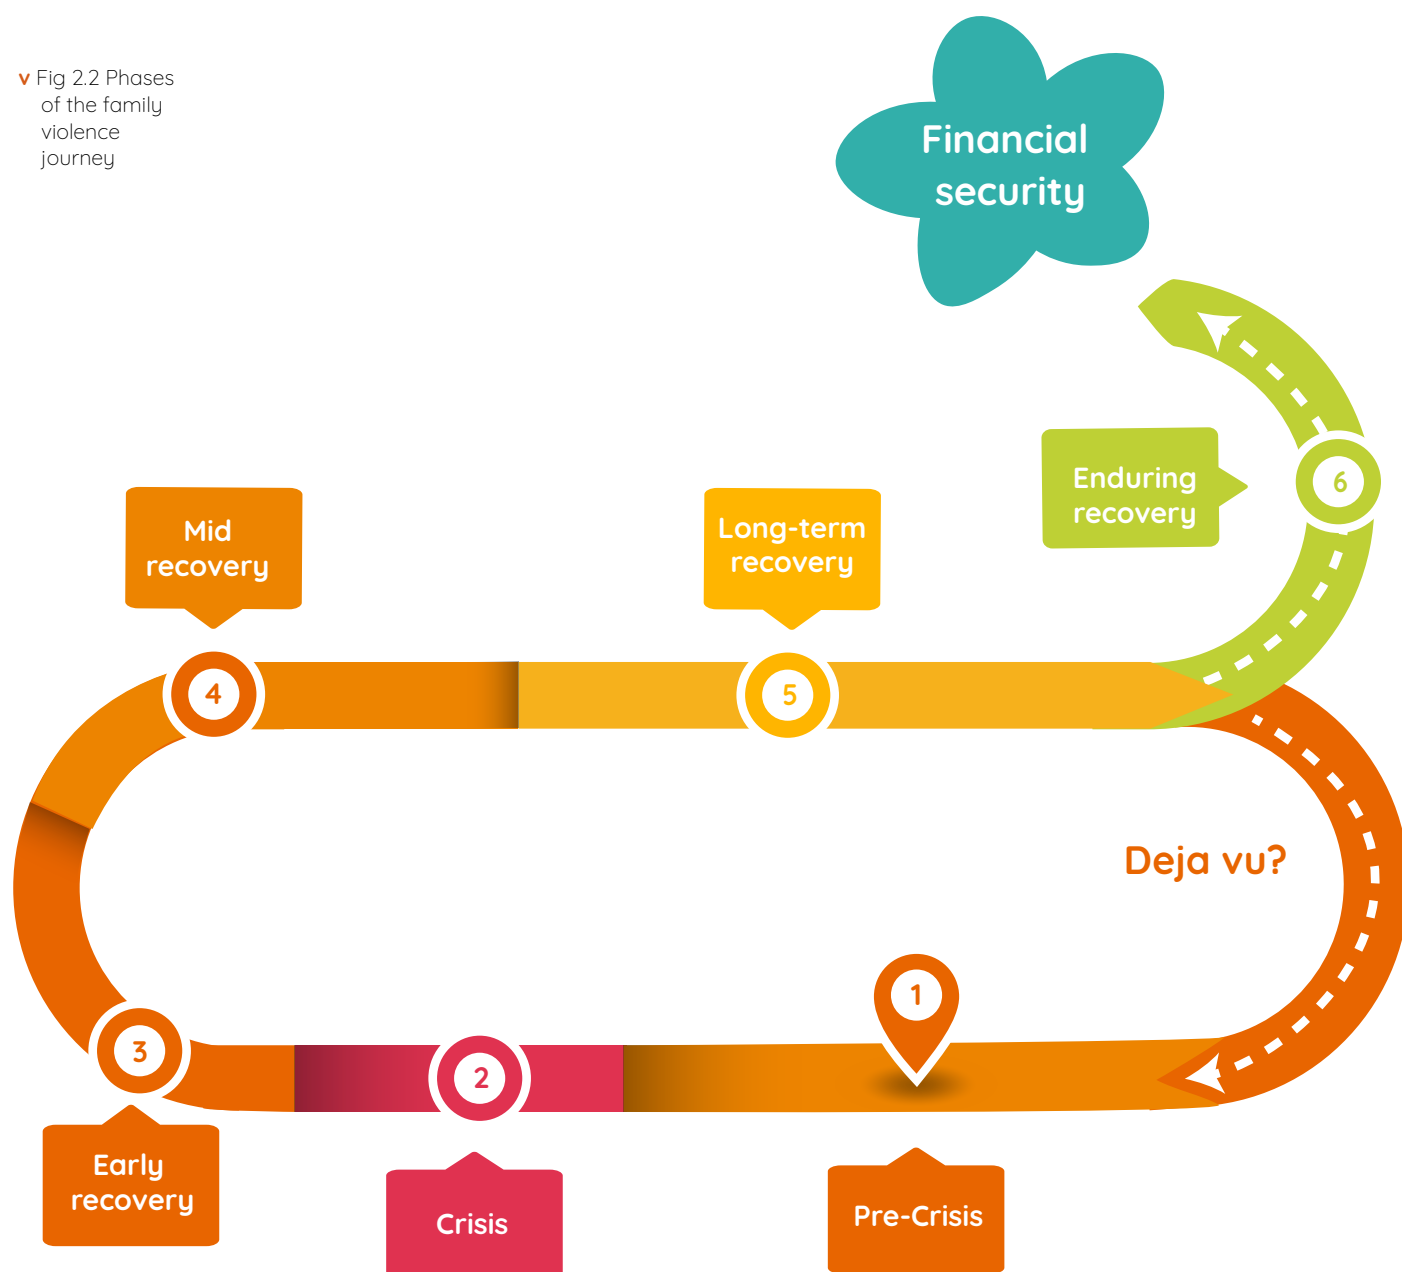 v Fig 2.2 Phases
of the family
violence
journey
Financial
security
Enduring
recovery
6
Mid
recovery
Long-term
recovery
4
5
Deja vu?
1
3
2
Early
recovery
Crisis
Pre-Crisis